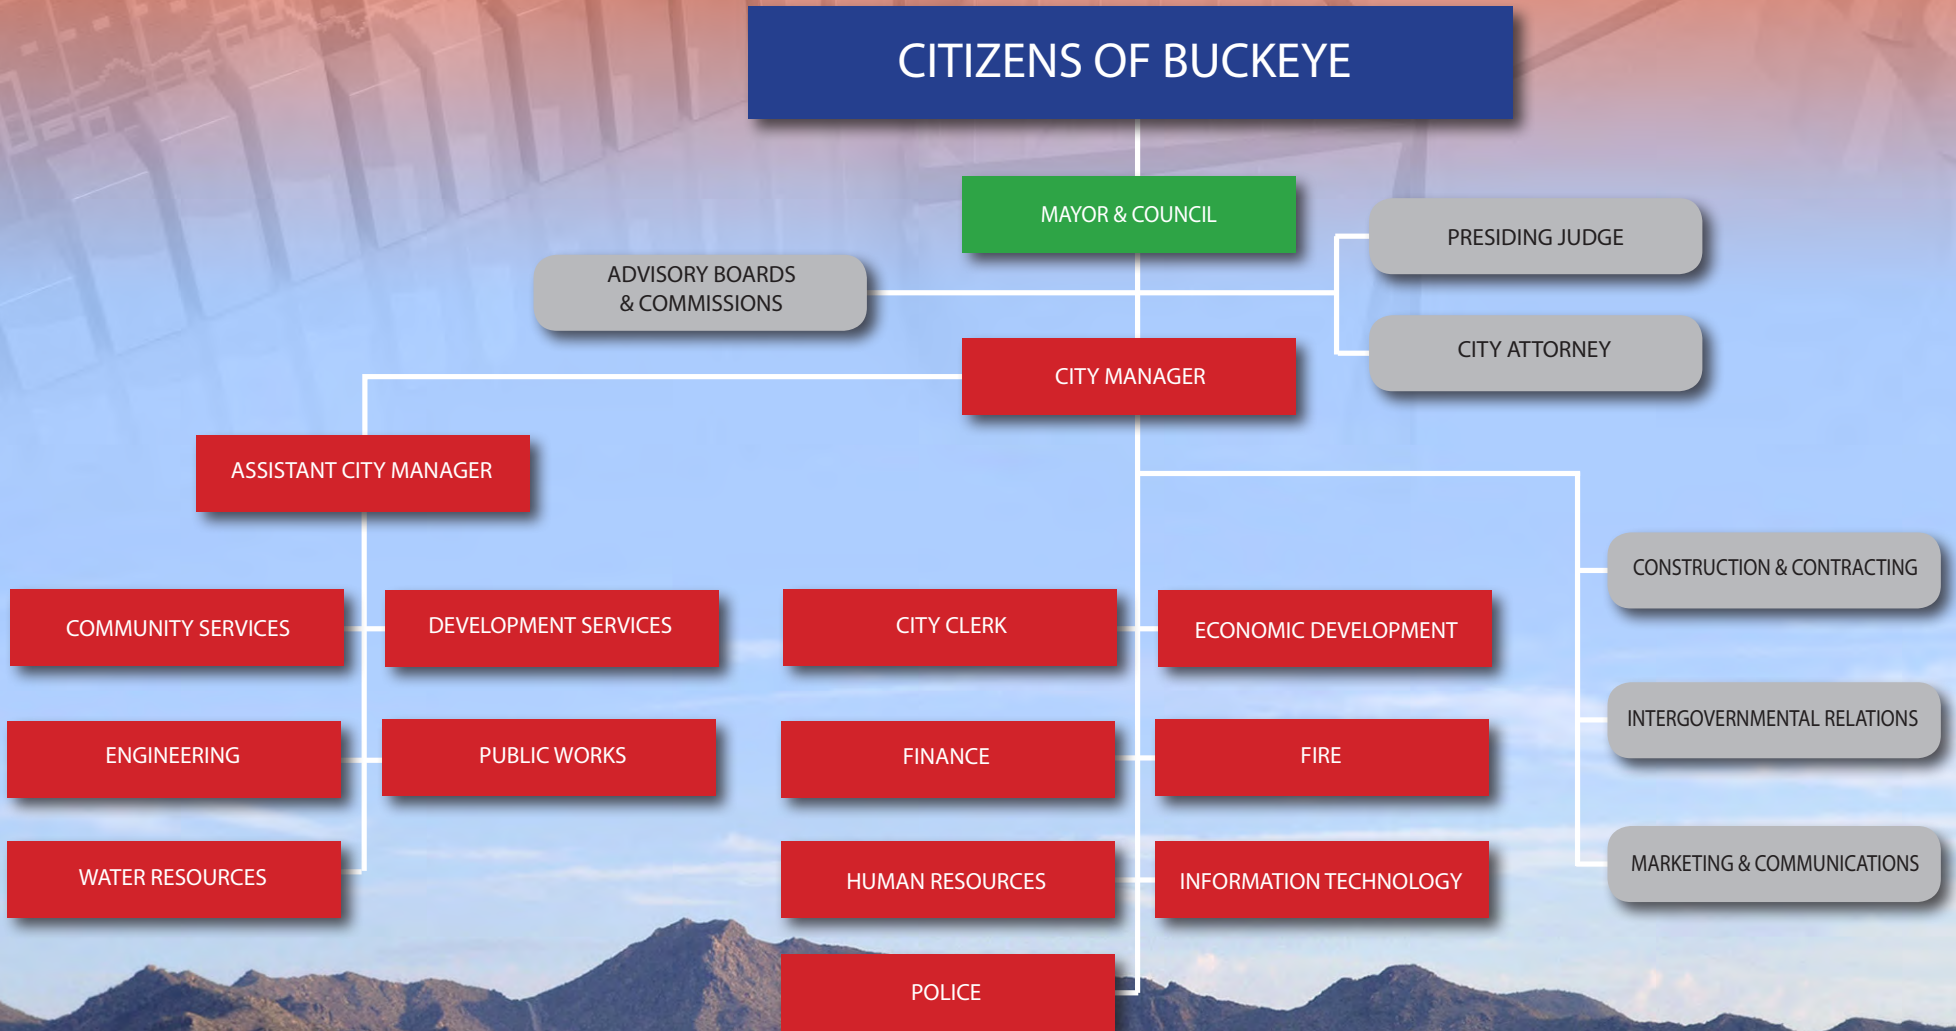 CITIZENS OF BUCKEYE
MAYOR & COUNCIL
PRESIDING JUDGE
ADVISORY BOARDS
& COMMISSIONS
CITY ATTORNEY
CITY MANAGER
ASSISTANT CITY MANAGER
CONSTRUCTION & CONTRACTING
COMMUNITY SERVICES
DEVELOPMENT SERVICES
CITY CLERK
ECONOMIC DEVELOPMENT
INTERGOVERNMENTAL RELATIONS
ENGINEERING
PUBLIC WORKS
FINANCE
FIRE
MARKETING & COMMUNICATIONS
WATER RESOURCES
HUMAN RESOURCES
INFORMATION TECHNOLOGY
POLICE